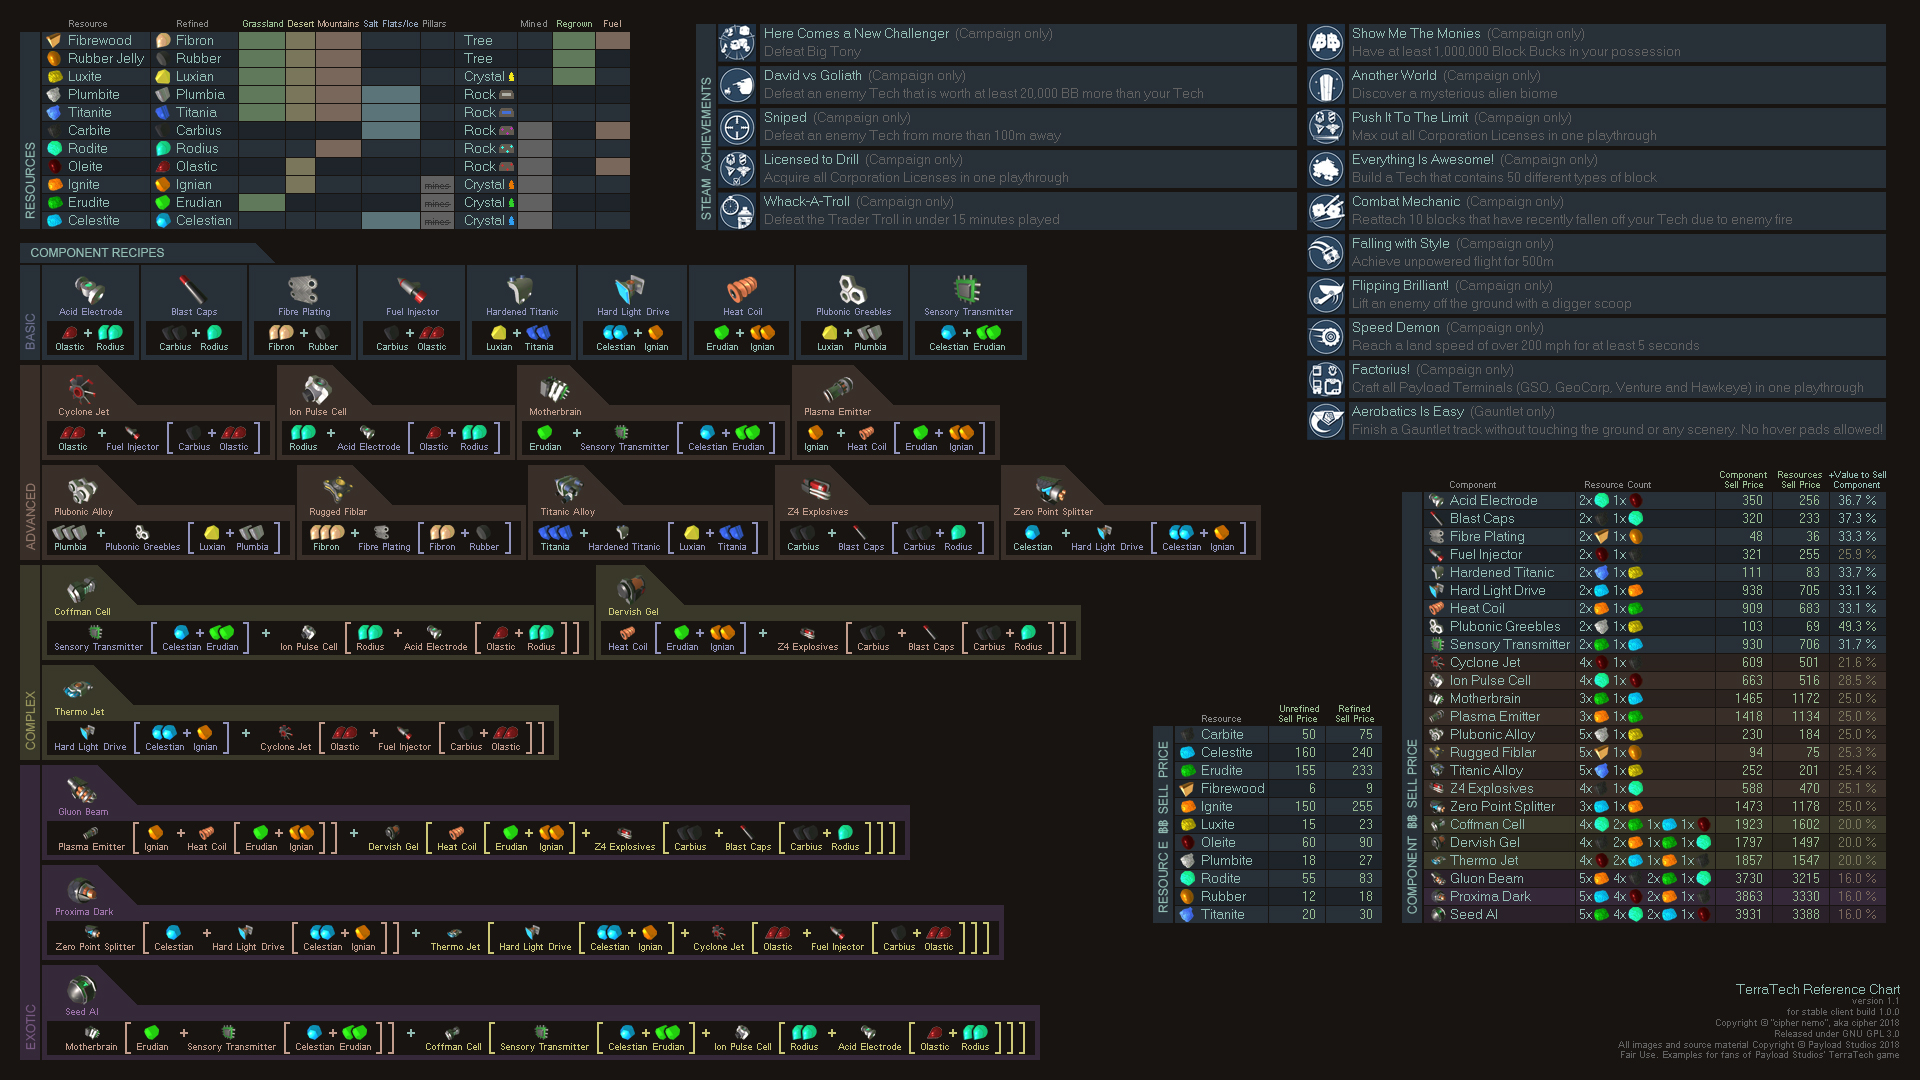 Resource Refined Grassland Desert Mountains Salt Flats/Ice Pillars Mined Regrown Fuel
RESOURCES
Fibrewood Fibron Tree
Rubber Jelly Rubber Tree
Luxite Luxian Crystal
Plumbite Plumbia Rock
Titanite Titania Rock
Carbite Carbius Rock
Rodite Rodius Rock
Oleite Olastic Rock
Ignite Ignian mines Crystal
Erudite Erudian mines Crystal
Celestite Celestian mines Crystal
STEAM ACHIEVEMENTS
Here Comes a New Challenger (Campaign only)
Defeat Big Tony
David vs Goliath (Campaign only)
Defeat an enemy Tech that is worth at least 20,000 BB more than your Tech
Sniped (Campaign only)
Defeat an enemy Tech from more than 100m away
Licensed to Drill (Campaign only)
Acquire all Corporation Licenses in one playthrough
Whack-A-Troll (Campaign only)
Defeat the Trader Troll in under 15 minutes played
Show Me The Monies (Campaign only)
Have at least 1,000,000 Block Bucks in your possession
Another World (Campaign only)
Discover a mysterious alien biome
Push It To The Limit (Campaign only)
Max out all Corporation Licenses in one playthrough
Everything Is Awesome! (Campaign only)
Build a Tech that contains 50 different types of block
Combat Mechanic (Campaign only)
Reattach 10 blocks that have recently fallen off your Tech due to enemy fire
Falling with Style (Campaign only)
Achieve unpowered flight for 500m
Flipping Brilliant! (Campaign only)
Lift an enemy off the ground with a digger scoop
Speed Demon (Campaign only)
Reach a land speed of over 200 mph for at least 5 seconds
Factorius! (Campaign only)
Craft all Payload Terminals (GSO, GeoCorp, Venture and Hawkeye) in one playthrough
Aerobatics Is Easy (Gauntlet only)
Finish a Gauntlet track without touching the ground or any scenery. No hover pads allowed!
COMPONENT RECIPES
BASIC
Acid Electrode Blast Caps Fibre Plating Fuel Injector Hardened Titanic Hard Light Drive Heat Coil Plubonic Greebles Sensory Transmitter
+ + + + + + + + +
Olastic Rodius Carbius Rodius Fibron Rubber Carbius Olastic Luxian Titania Celestian Ignian Erudian Ignian Luxian Plumbia Celestian Erudian
ADVANCED
Cyclone Jet Ion Pulse Cell Motherbrain Plasma Emitter
Olastic + Fuel Injector [ Carbius + Olastic ] Rodius + Acid Electrode [ Olastic + Rodius ] Erudian + Sensory Transmitter [ Celestian + Erudian ] Ignian + Heat Coil [ Erudian + Ignian ]
Plubonic Alloy Rugged Fiblar Titanic Alloy Z4 Explosives Zero Point Splitter
Plumbia + Plubonic Greebles [ Luxian + Plumbia ] Fibron + Fibre Plating [ Fibron + Rubber ] Titania + Hardened Titanic [ Luxian + Titania ] Carbius + Blast Caps [ Carbius + Rodius ] Celestian + Hard Light Drive [ Celestian + Ignian ]
COMPLEX
Coffman Cell Dervish Gel
Sensory Transmitter [ Celestian + Erudian ] + Ion Pulse Cell [ Rodius + Acid Electrode [ Olastic + Rodius ] ] Heat Coil [ Erudian + Ignian ] + Z4 Explosives [ Carbius + Blast Caps [ Carbius + Rodius ] ]
Thermo Jet
Hard Light Drive [ Celestian + Ignian ] + Cyclone Jet [ Olastic + Fuel Injector [ Carbius + Olastic ] ]
EXOTIC
Gluon Beam
Plasma Emitter [ Ignian + Heat Coil [ Erudian + Ignian ] ] + Dervish Gel [ Heat Coil [ Erudian + Ignian ] + Z4 Explosives [ Carbius + Blast Caps [ Carbius + Rodius ] ] ]
Proxima Dark
Zero Point Splitter [ Celestian + Hard Light Drive [ Celestian + Ignian ] ] + Thermo Jet [ Hard Light Drive [ Celestian + Ignian ] + Cyclone Jet [ Olastic + Fuel Injector [ Carbius + Olastic ] ] ]
Seed AI
Motherbrain [ Erudian + Sensory Transmitter [ Celestian + Erudian ] ] + Coffman Cell [ Sensory Transmitter [ Celestian + Erudian ] + Ion Pulse Cell [ Rodius + Acid Electrode [ Olastic + Rodius ] ] ]
RESOURCE BB SELL PRICE
Resource Unrefined Sell Price Refined Sell Price
Carbite 50 75
Celestite 160 240
Erudite 155 233
Fibrewood 6 9
Ignite 150 255
Luxite 15 23
Oleite 60 90
Plumbite 18 27
Rodite 55 83
Rubber 12 18
Titanite 20 30
COMPONENT BB SELL PRICE
Component Resource Count Component Sell Price Resources Sell Price +Value to Sell Component
Acid Electrode 2x 1x 350 256 36.7 %
Blast Caps 2x 1x 320 233 37.3 %
Fibre Plating 2x 1x 48 36 33.3 %
Fuel Injector 2x 1x 321 255 25.9 %
Hardened Titanic 2x 1x 111 83 33.7 %
Hard Light Drive 2x 1x 938 705 33.1 %
Heat Coil 2x 1x 909 683 33.1 %
Plubonic Greebles 2x 1x 103 69 49.3 %
Sensory Transmitter 2x 1x 930 706 31.7 %
Cyclone Jet 4x 1x 609 501 21.6 %
Ion Pulse Cell 4x 1x 663 516 28.5 %
Motherbrain 3x 1x 1465 1172 25.0 %
Plasma Emitter 3x 1x 1418 1134 25.0 %
Plubonic Alloy 5x 1x 230 184 25.0 %
Rugged Fiblar 5x 1x 94 75 25.3 %
Titanic Alloy 5x 1x 252 201 25.4 %
Z4 Explosives 4x 1x 588 470 25.1 %
Zero Point Splitter 3x 1x 1473 1178 25.0 %
Coffman Cell 4x 2x 1x 1x 1923 1602 20.0 %
Dervish Gel 4x 2x 1x 1x 1797 1497 20.0 %
Thermo Jet 4x 2x 1x 1x 1857 1547 20.0 %
Gluon Beam 5x 4x 2x 1x 3730 3215 16.0 %
Proxima Dark 5x 4x 2x 1x 3863 3330 16.0 %
Seed AI 5x 4x 2x 1x 3931 3388 16.0 %
TerraTech Reference Chart
version 1.1
for stable client build 1.0.0
Copyright © "cipher nemo", aka cipher 2018
Released under GNU GPL 3.0
All images and source material Copyright © Payload Studios 2018
Fair Use. Examples for fans of Payload Studios' TerraTech game